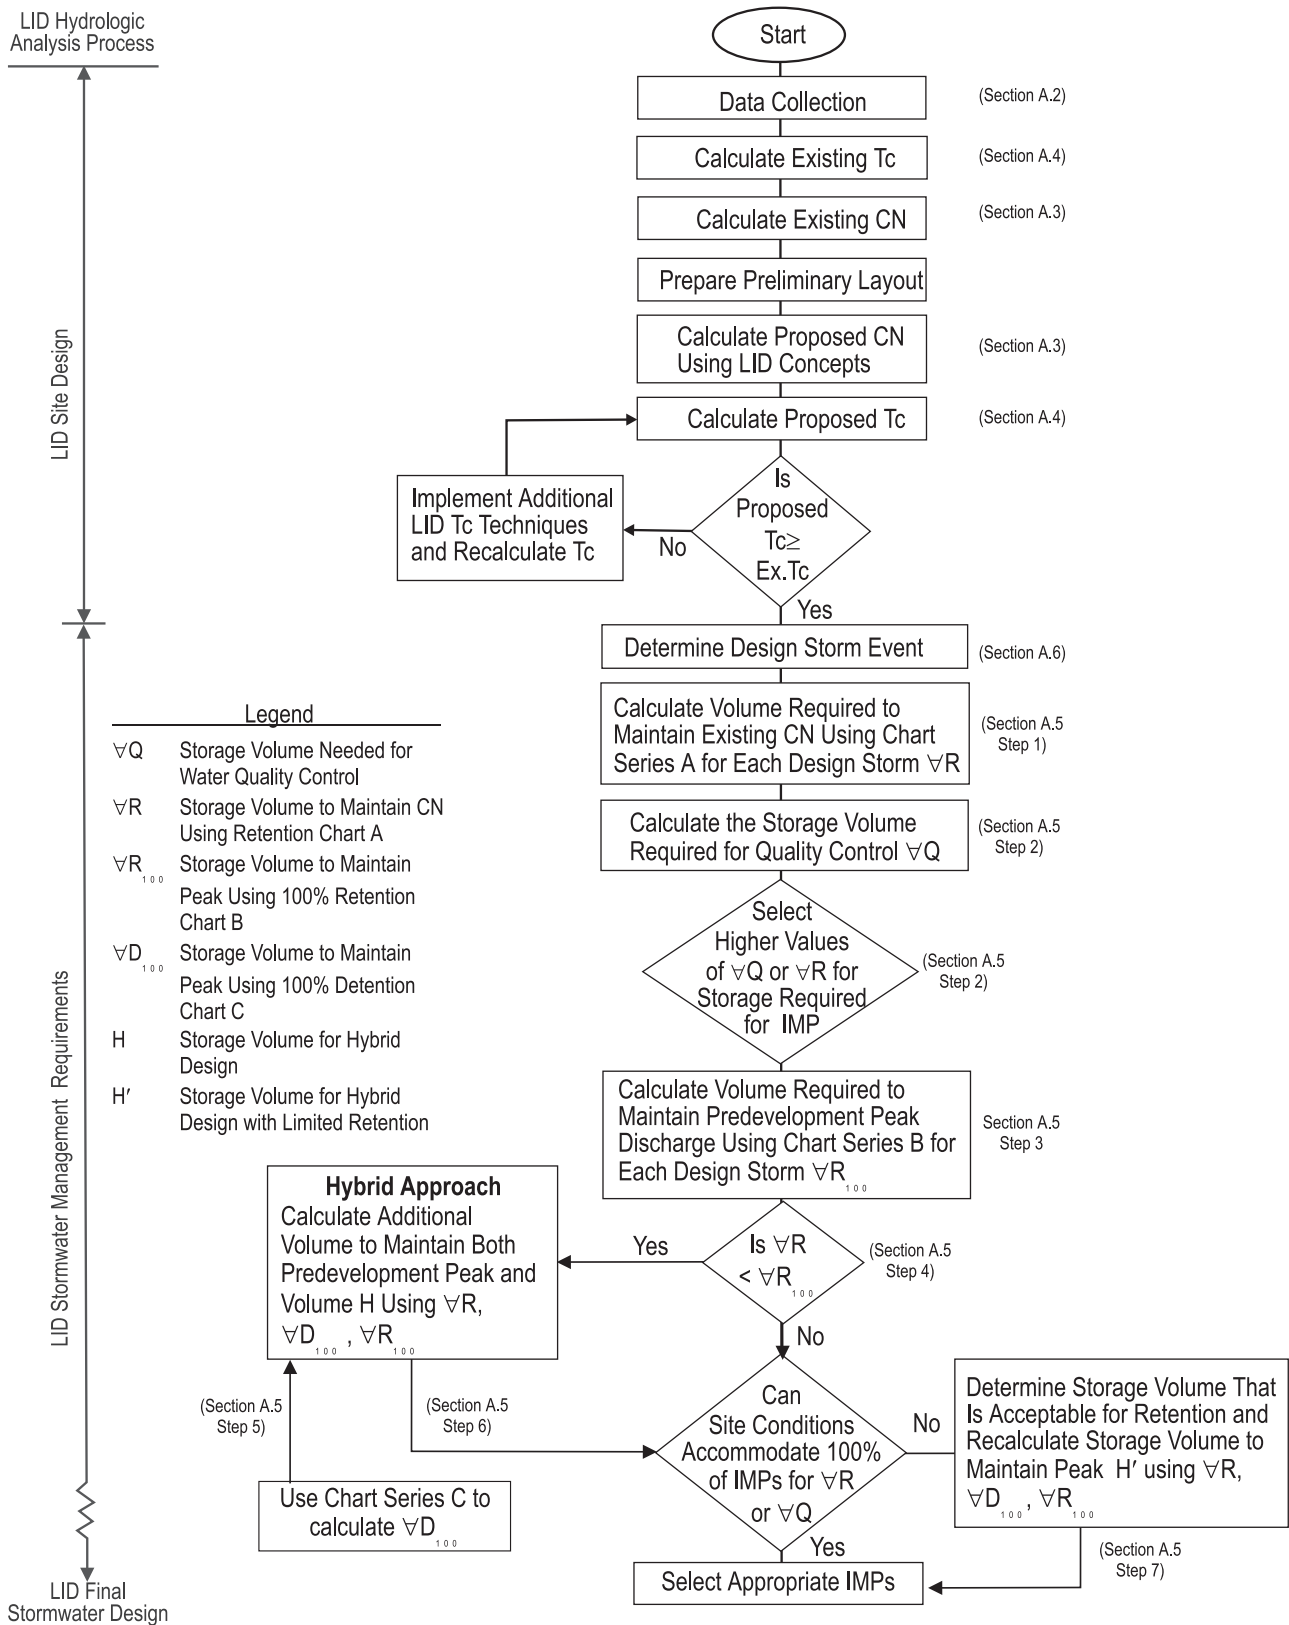 LID Hydrologic
Analysis Process
Start
Data Collection
(Section A.2)
Calculate Existing Tc
(Section A.4)
Calculate Existing CN
(Section A.3)
Prepare Preliminary Layout
Calculate Proposed CN
Using LID Concepts
(Section A.3)
Calculate Proposed Tc
(Section A.4)
LID Site Design
Implement Additional
LID Tc Techniques
and Recalculate Tc
No
Is
Proposed
Tc≥
Ex.Tc
Yes
Determine Design Storm Event
(Section A.6)
Calculate Volume Required to
Maintain Existing CN Using Chart
Series A for Each Design Storm ∀R
(Section A.5
Step 1)
Calculate the Storage Volume
Required for Quality Control ∀Q
(Section A.5
Step 2)
Select
Higher Values
of ∀Q or ∀R for
Storage Required
for IMP
(Section A.5
Step 2)
Legend
∀Q Storage Volume Needed for
Water Quality Control
∀R Storage Volume to Maintain CN
Using Retention Chart A
∀R100 Storage Volume to Maintain
Peak Using 100% Retention
Chart B
∀D100 Storage Volume to Maintain
Peak Using 100% Detention
Chart C
H Storage Volume for Hybrid
Design
H′ Storage Volume for Hybrid
Design with Limited Retention
LID Stormwater Management Requirements
Calculate Volume Required to
Maintain Predevelopment Peak
Discharge Using Chart Series B for
Each Design Storm ∀R100
Section A.5
Step 3
Hybrid Approach
Calculate Additional
Volume to Maintain Both
Predevelopment Peak and
Volume H Using ∀R,
∀D100 , ∀R100
Yes
Is ∀R
< ∀R100
(Section A.5
Step 4)
No
(Section A.5
Step 5)
(Section A.5
Step 6)
Use Chart Series C to
calculate ∀D100
Can
Site Conditions
Accommodate 100%
of IMPs for ∀R
or ∀Q
No
Determine Storage Volume That
Is Acceptable for Retention and
Recalculate Storage Volume to
Maintain Peak H′ using ∀R,
∀D100 , ∀R100
Yes
(Section A.5
Step 7)
Select Appropriate IMPs
LID Final
Stormwater Design